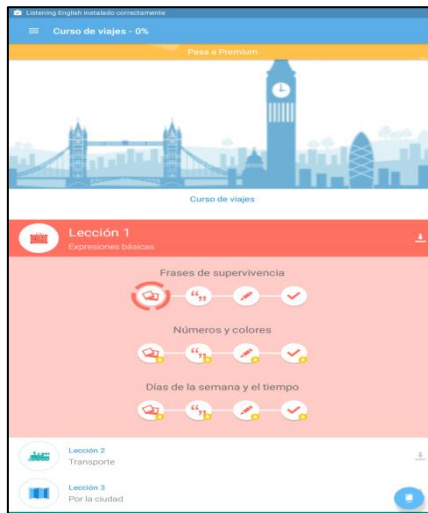 Listening English instalado correctamente
Curso de viajes - 0%
Pasa a Premium
Curso de viajes
Lección 1
Expresiones básicas
Frases de supervivencia
Números y colores
Días de la semana y el tiempo
Lección 2
Transporte
Lección 3
Por la ciudad